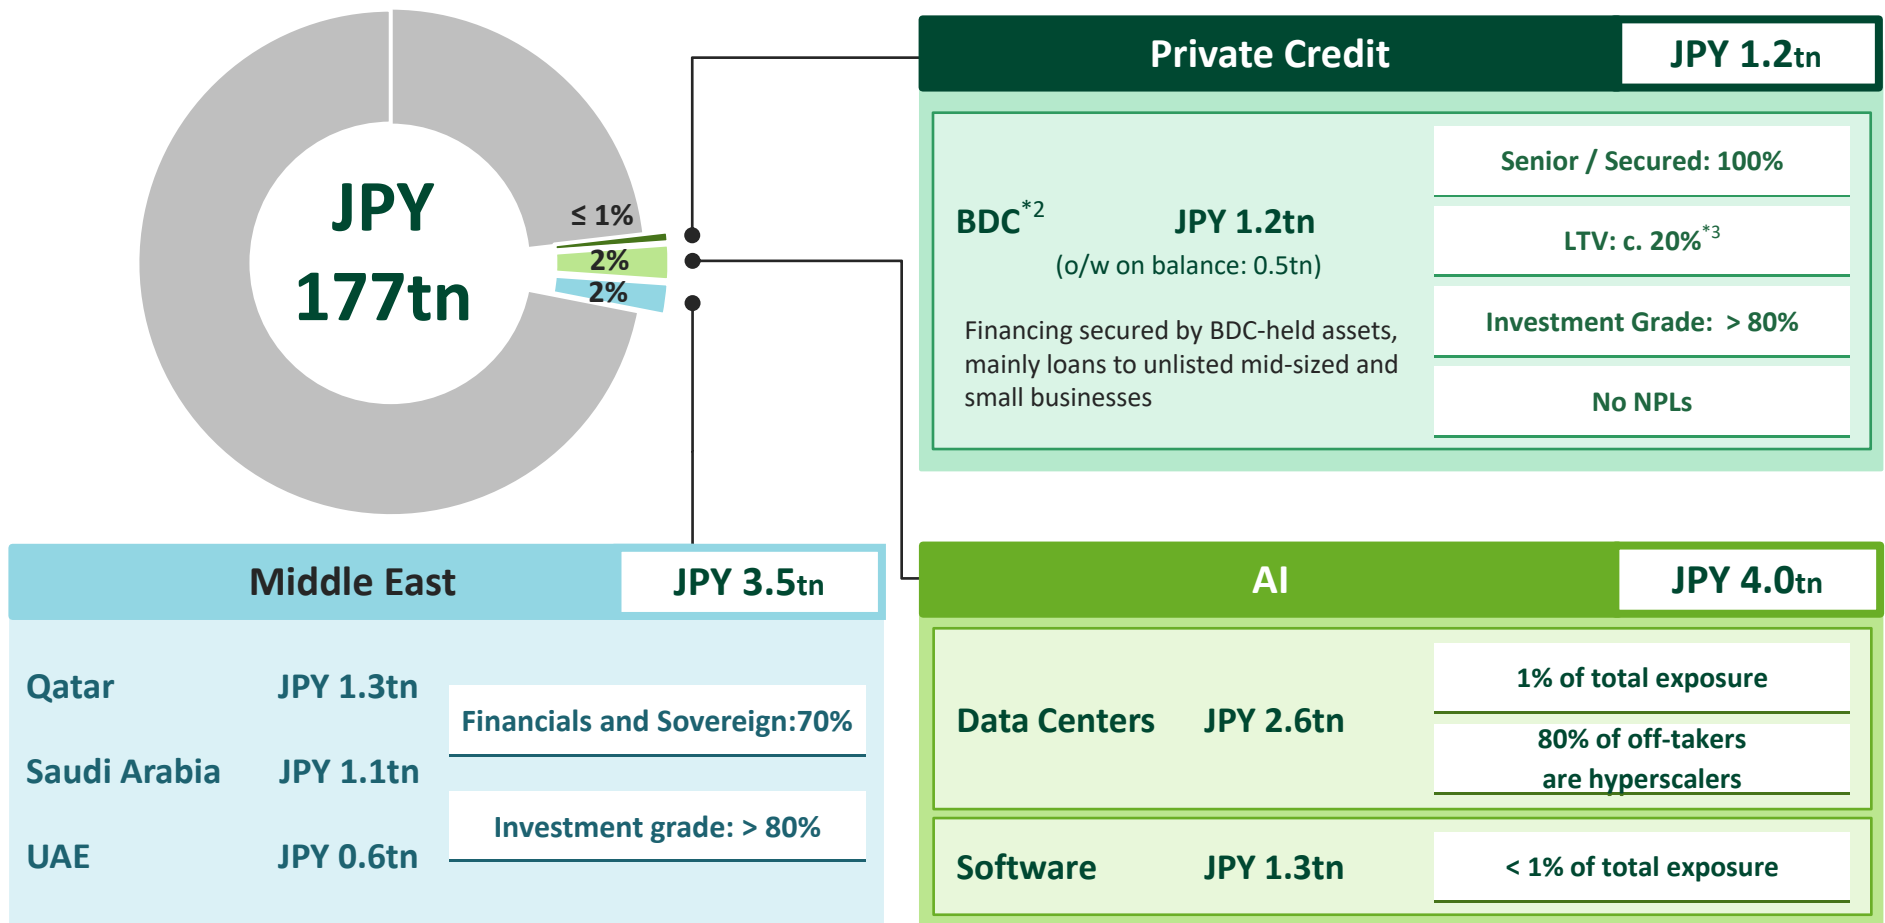 JPY
177tn
≤ 1%
2%
2%
Private Credit
JPY 1.2tn
BDC*2
JPY 1.2tn
(o/w on balance: 0.5tn)
Financing secured by BDC-held assets,
mainly loans to unlisted mid-sized and
small businesses
Senior / Secured: 100%
LTV: c. 20%*3
Investment Grade: > 80%
No NPLs
Middle East
JPY 3.5tn
Qatar
JPY 1.3tn
Saudi Arabia
JPY 1.1tn
UAE
JPY 0.6tn
Financials and Sovereign:70%
Investment grade: > 80%
AI
JPY 4.0tn
Data Centers
JPY 2.6tn
1% of total exposure
80% of off-takers
are hyperscalers
Software
JPY 1.3tn
< 1% of total exposure